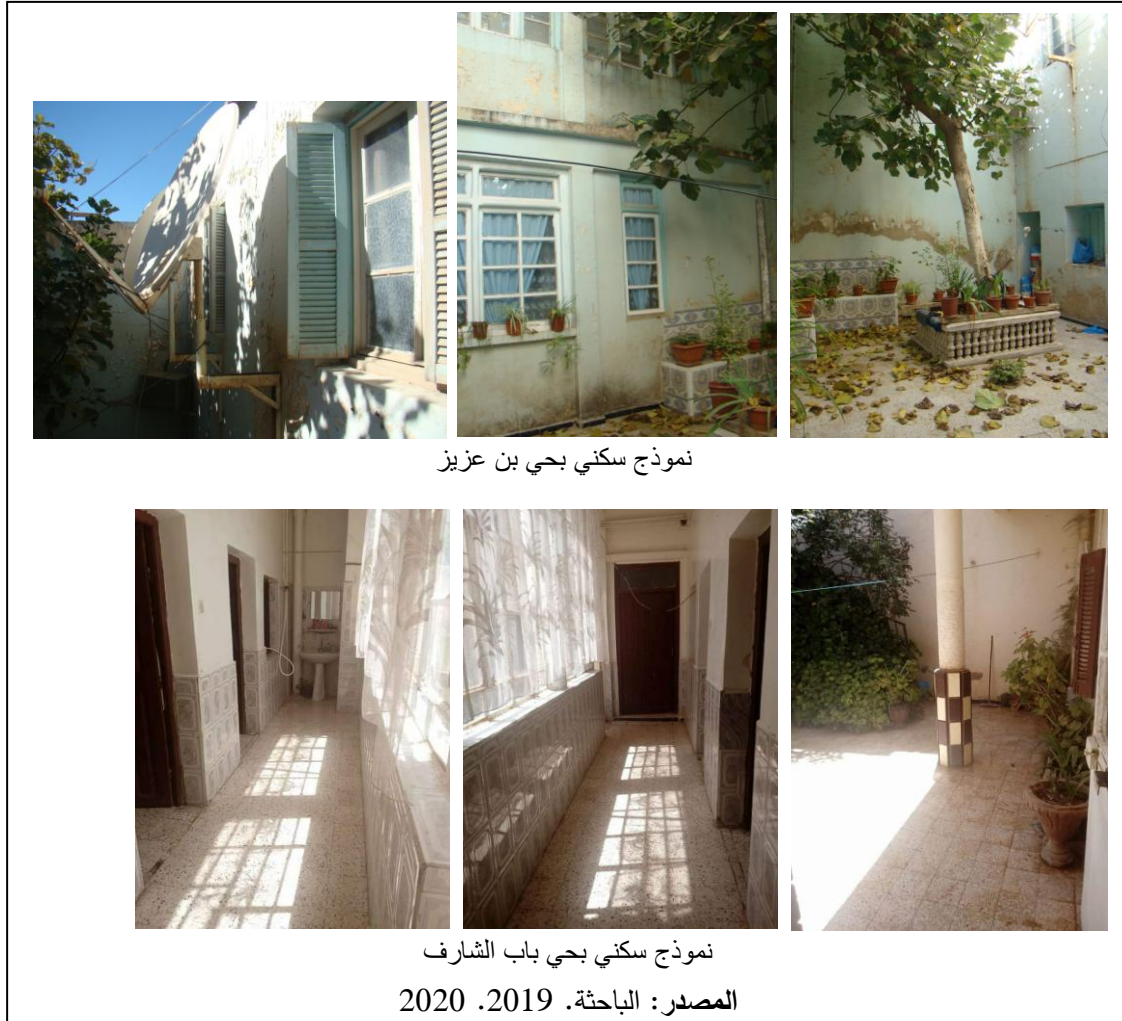 نموذج سكني بحي بن عزيز
نموذج سكني بحي باب الشارف
المصدر: الباحثة. 2019. 2020